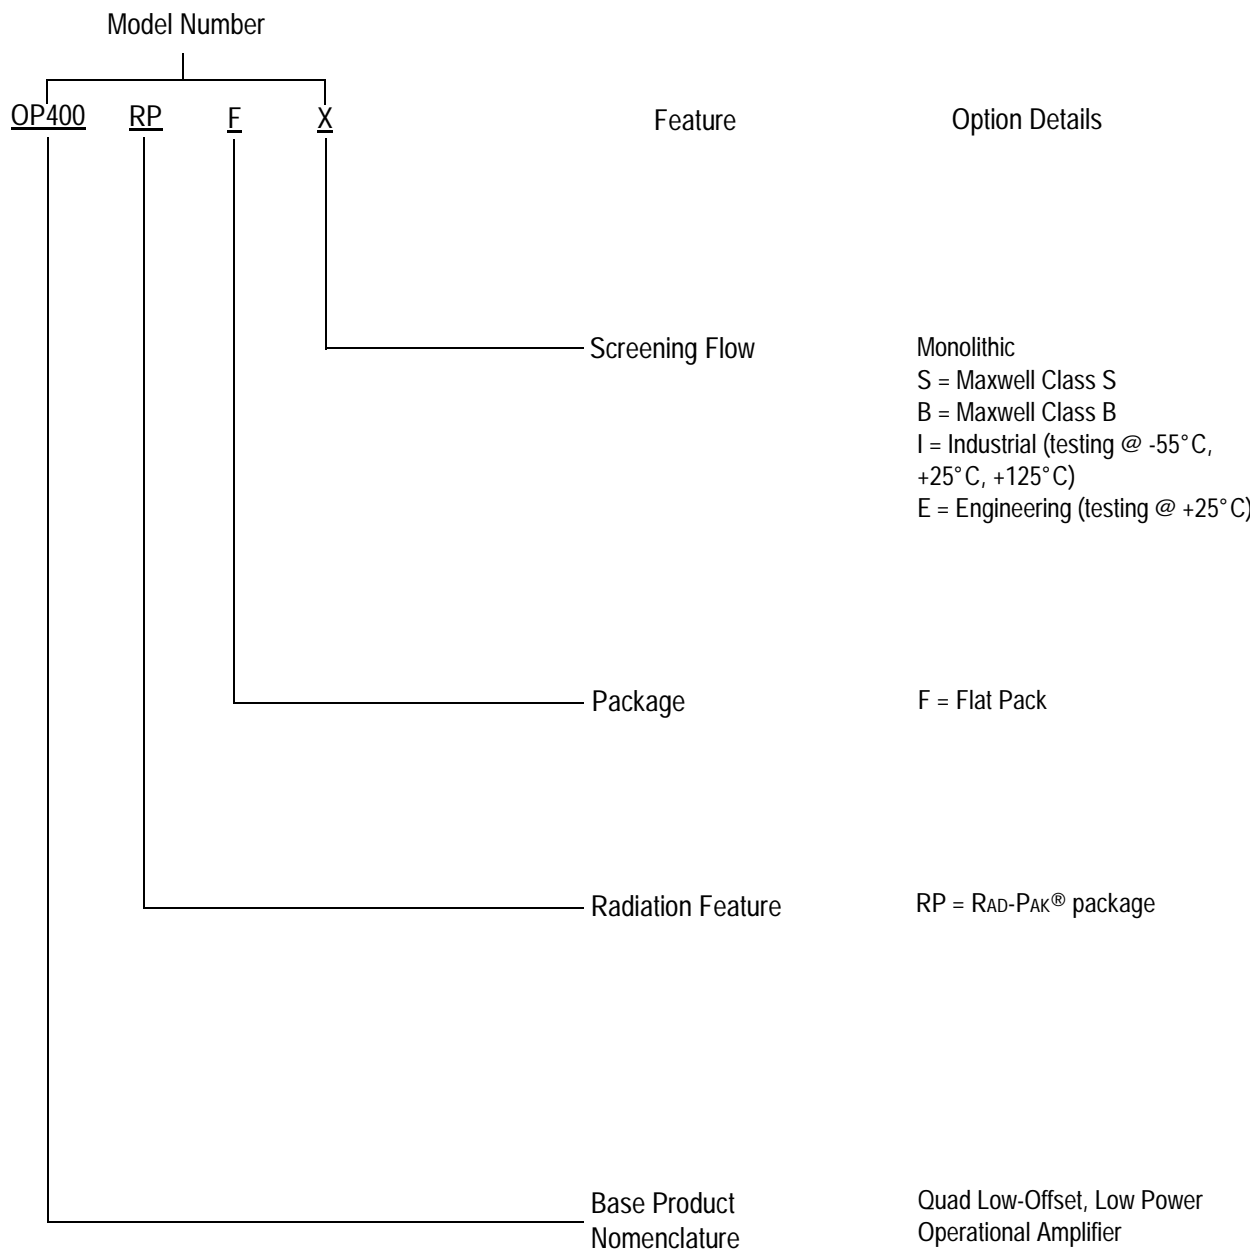 Model Number
OP400 RP F X
Feature Option Details
Screening Flow
Monolithic
S = Maxwell Class S
B = Maxwell Class B
I = Industrial (testing @ -55°C,
+25°C, +125°C)
E = Engineering (testing @ +25°C)
Package
F = Flat Pack
Radiation Feature
RP = RAD-PAK® package
Base Product
Nomenclature
Quad Low-Offset, Low Power
Operational Amplifier